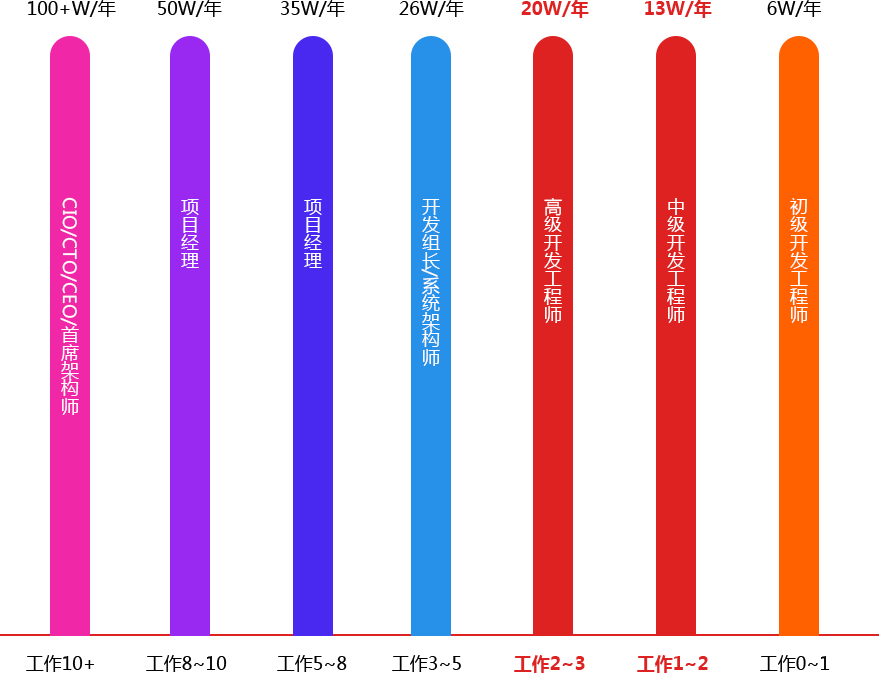 100+W/年
50W/年
35W/年
26W/年
20W/年
13W/年
6W/年
CIO/CTO/CEO/首席架构师
项目经理
项目经理
开发组长/系统架构师
高级开发工程师
中级开发工程师
初级开发工程师
工作10+
工作8~10
工作5~8
工作3~5
工作2~3
工作1~2
工作0~1